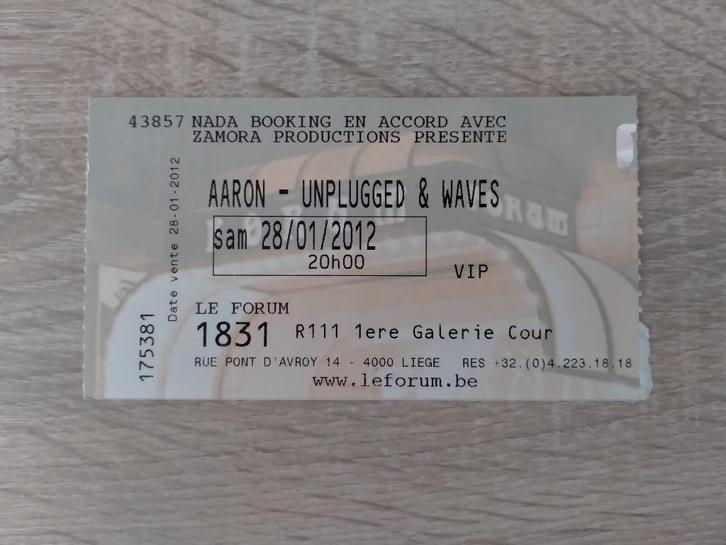 43857 NADA BOOKING EN ACCORD AVEC
ZAMORA PRODUCTIONS PRESENTE
AARON - UNPLUGGED & WAVES
sam 28/01/2012
20h00
VIP
LE FORUM
1831 R111 1ere Galerie Cour
RUE PONT D'AVROY 14 - 4000 LIEGE RES +32.(0)4.223.18.18
www.leforum.be
Date vente 28-01-2012
175381